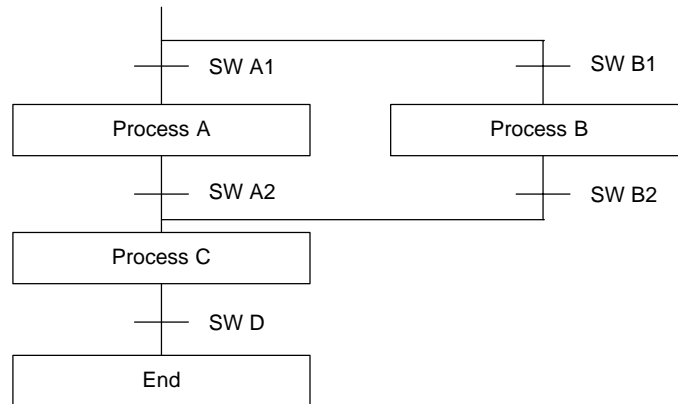 SW A1
SW B1
Process A
Process B
SW A2
SW B2
Process C
SW D
End